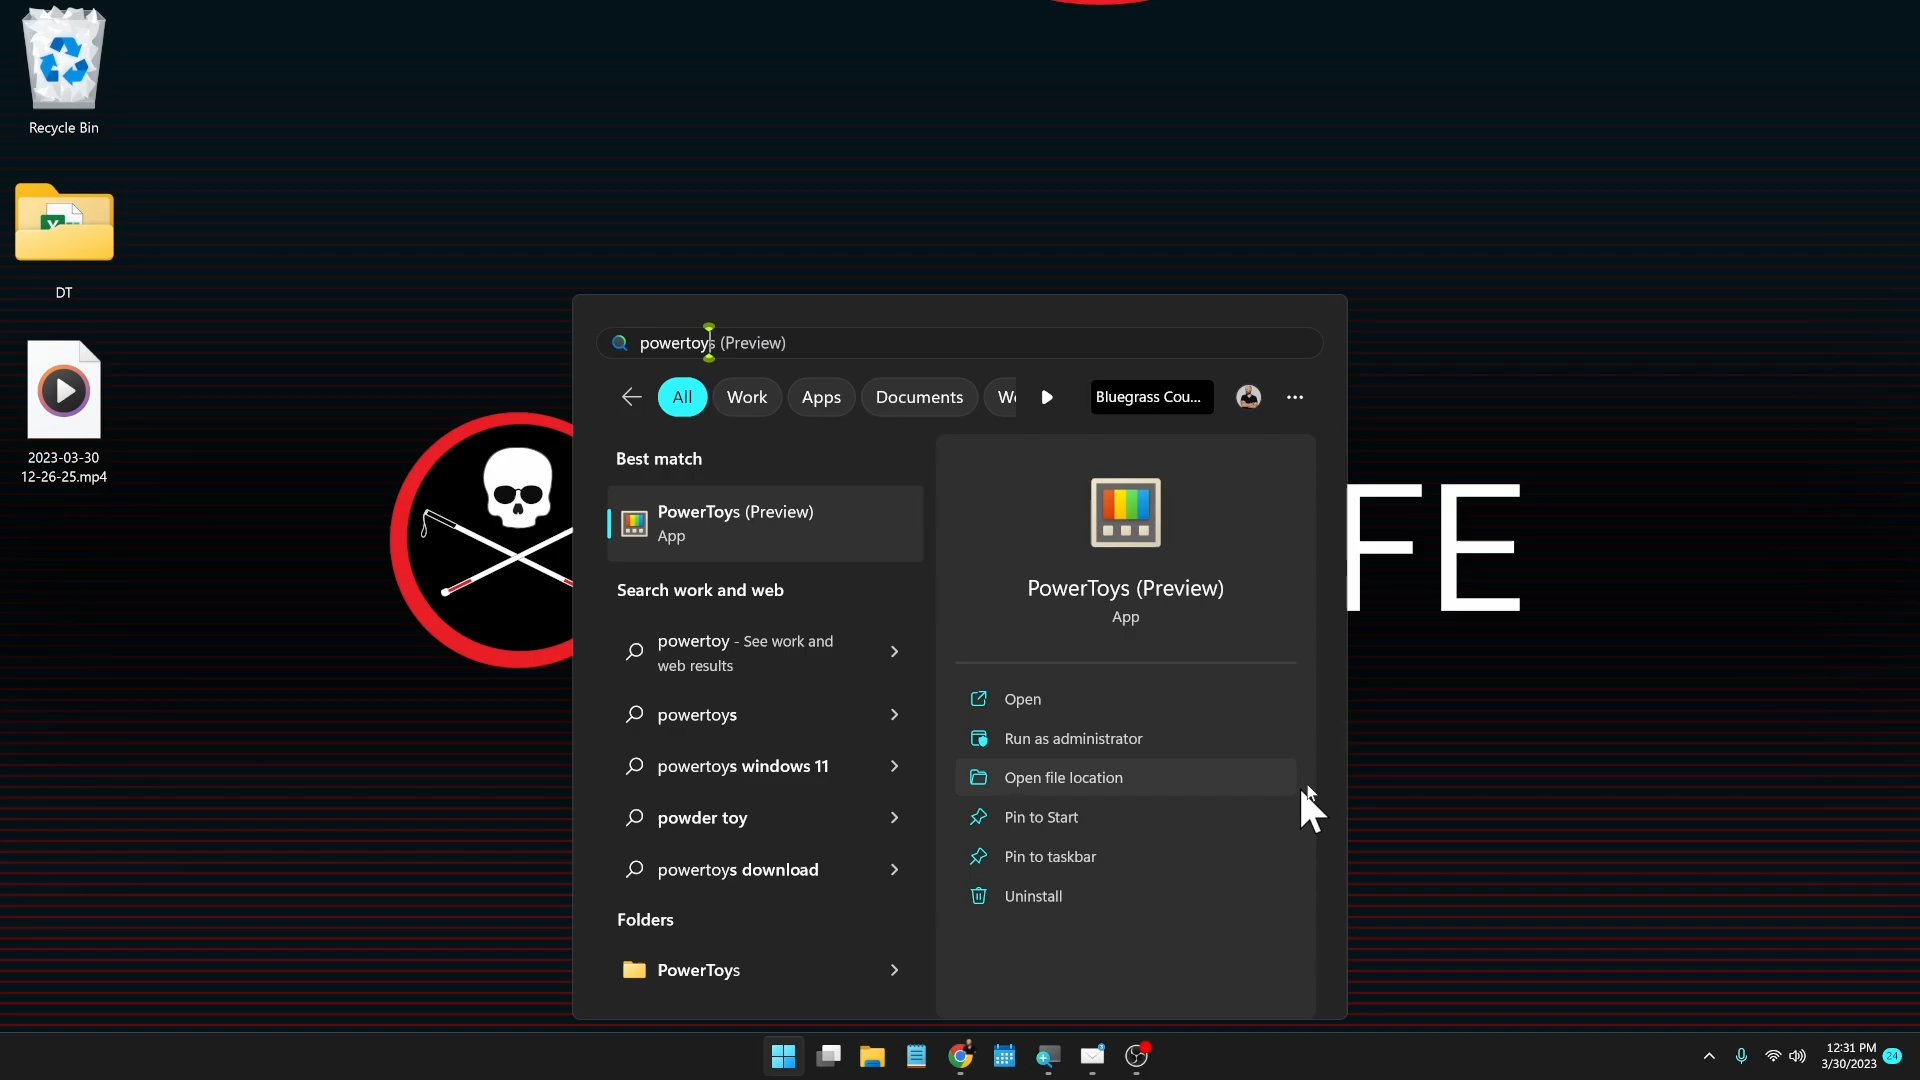 Recycle Bin
DT
2023-03-30
12-26-25.mp4
FE
powertoys (Preview)
All
Work
Apps
Documents
We
Bluegrass Cou...
Best match
PowerToys (Preview)
App
Search work and web
powertoy - See work and
web results
powertoys
powertoys windows 11
powder toy
powertoys download
Folders
PowerToys
PowerToys (Preview)
App
Open
Run as administrator
Open file location
Pin to Start
Pin to taskbar
Uninstall
12:31 PM
3/30/2023
24